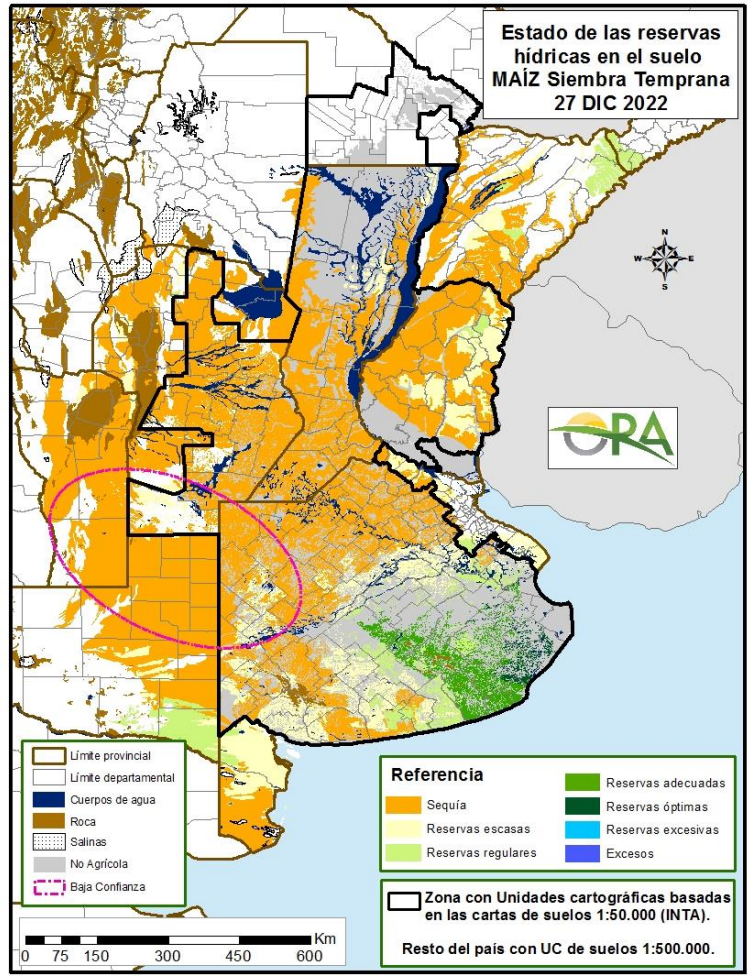 Estado de las reservas
hídricas en el suelo
MAÍZ Siembra Temprana
27 DIC 2022
N
W E
S
ORA
Límite provincial
Límite departamental
Cuerpos de agua
Roca
Salinas
No Agrícola
Baja Confianza
Referencia
Sequía
Reservas escasas
Reservas regulares
Reservas adecuadas
Reservas óptimas
Reservas excesivas
Excesos
Zona con Unidades cartográficas basadas
en las cartas de suelos 1:50.000 (INTA).
Resto del país con UC de suelos 1:500.000.
Km
0 75 150 300 450 600